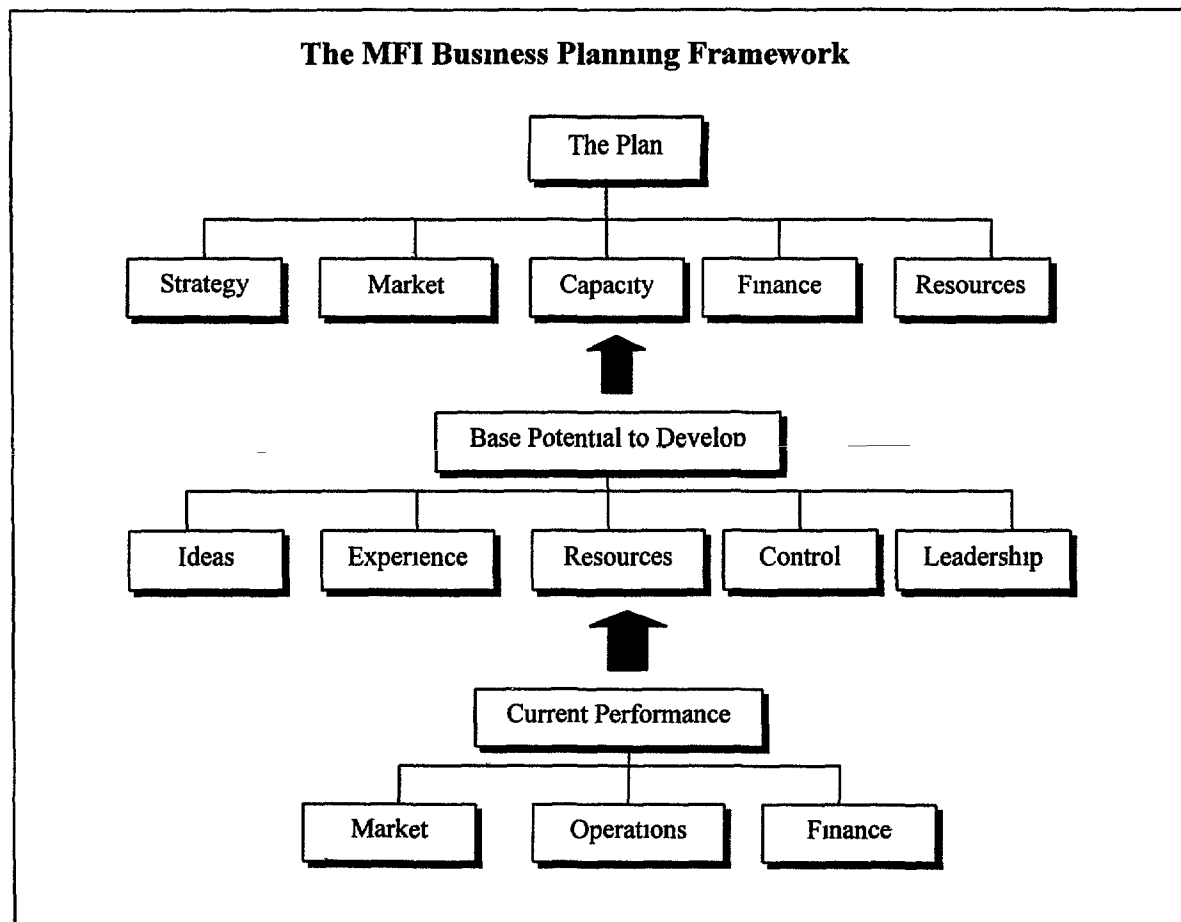 The MFI Business Planning Framework
The Plan
Strategy Market Capacity Finance Resources
Base Potential to Develop
Ideas Experience Resources Control Leadership
Current Performance
Market Operations Finance